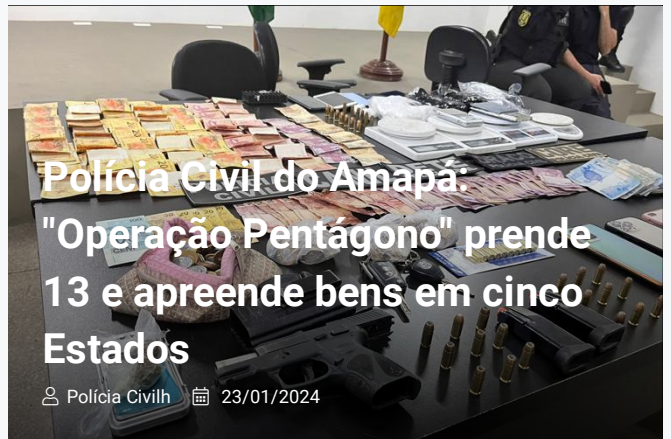 Polícia Civil do Amapá:
"Operação Pentágono" prende
13 e apreende bens em cinco
Estados
Polícia Civilh 23/01/2024